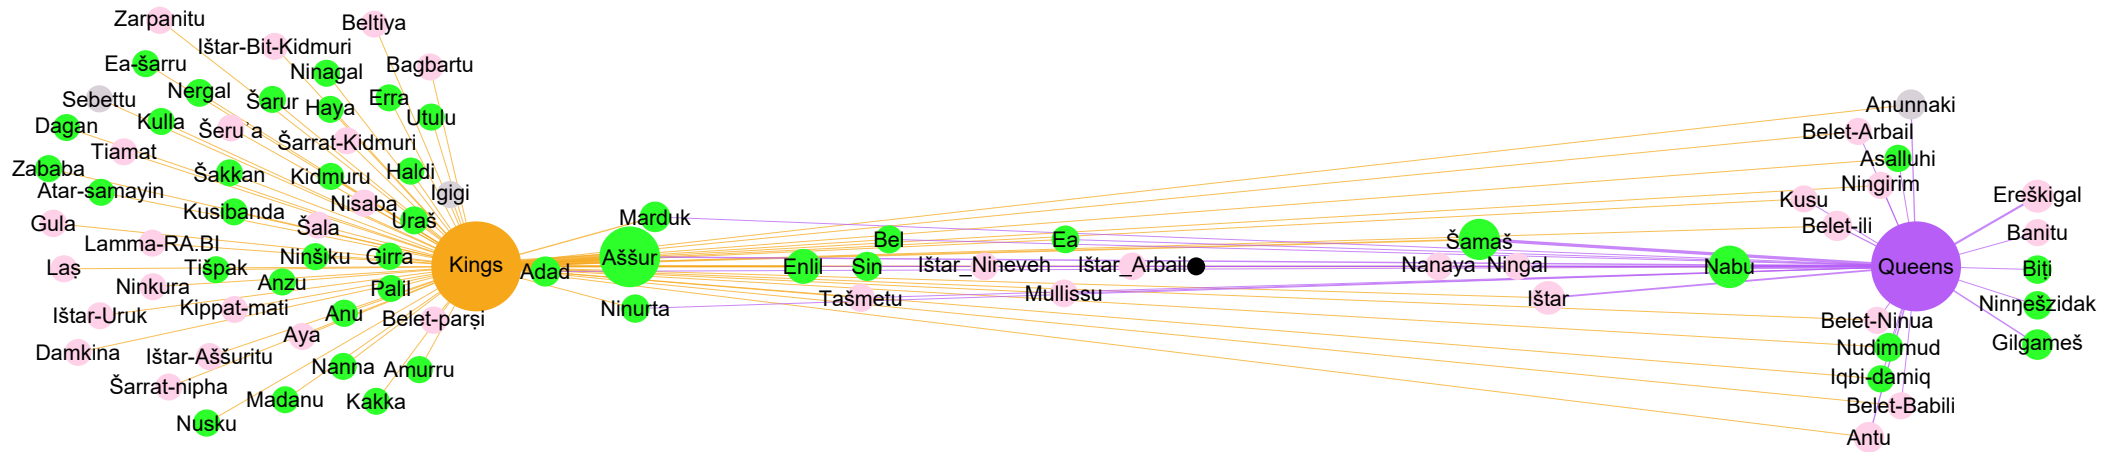 Zarpanitu
Beltiya
Ištar-Bit-Kidmuri
Ea-šarru
Ninagal
Bagbartu
Sebettu
Nergal
Šarur
Haya
Erra
Utulu
Dagan
Kulla
Šeruʾa
Šarrat-Kidmuri
Tiamat
Zababa
Šakkan
Kidmuru
Haldi
Atar-samayin
Igigi
Kusibanda
Nisaba
Uraš
Gula
Šala
Lamma-RA.BI
Ninšiku
Girra
Laṣ
Tišpak
Anzu
Ninkura
Palil
Ištar-Uruk
Kippat-mati
Anu
Belet-parṣi
Aya
Damkina
Ištar-Aššuritu
Nanna
Amurru
Šarrat-nipha
Madanu
Kakka
Nusku
Kings
Adad
Marduk
Aššur
Ninurta
Enlil
Bel
Sin
Tašmetu
Ištar_Nineveh
Ea
Ištar_Arbail
Mullissu
Šamaš
Nanaya
Ningal
Ištar
Nabu
Anunnaki
Belet-Arbail
Asalluhi
Ningirim
Kusu
Belet-ili
Queens
Belet-Ninua
Nudimmud
Iqbi-damiq
Belet-Babili
Antu
Ereškigal
Banitu
Biṭi
Ninŋešzidak
Gilgameš